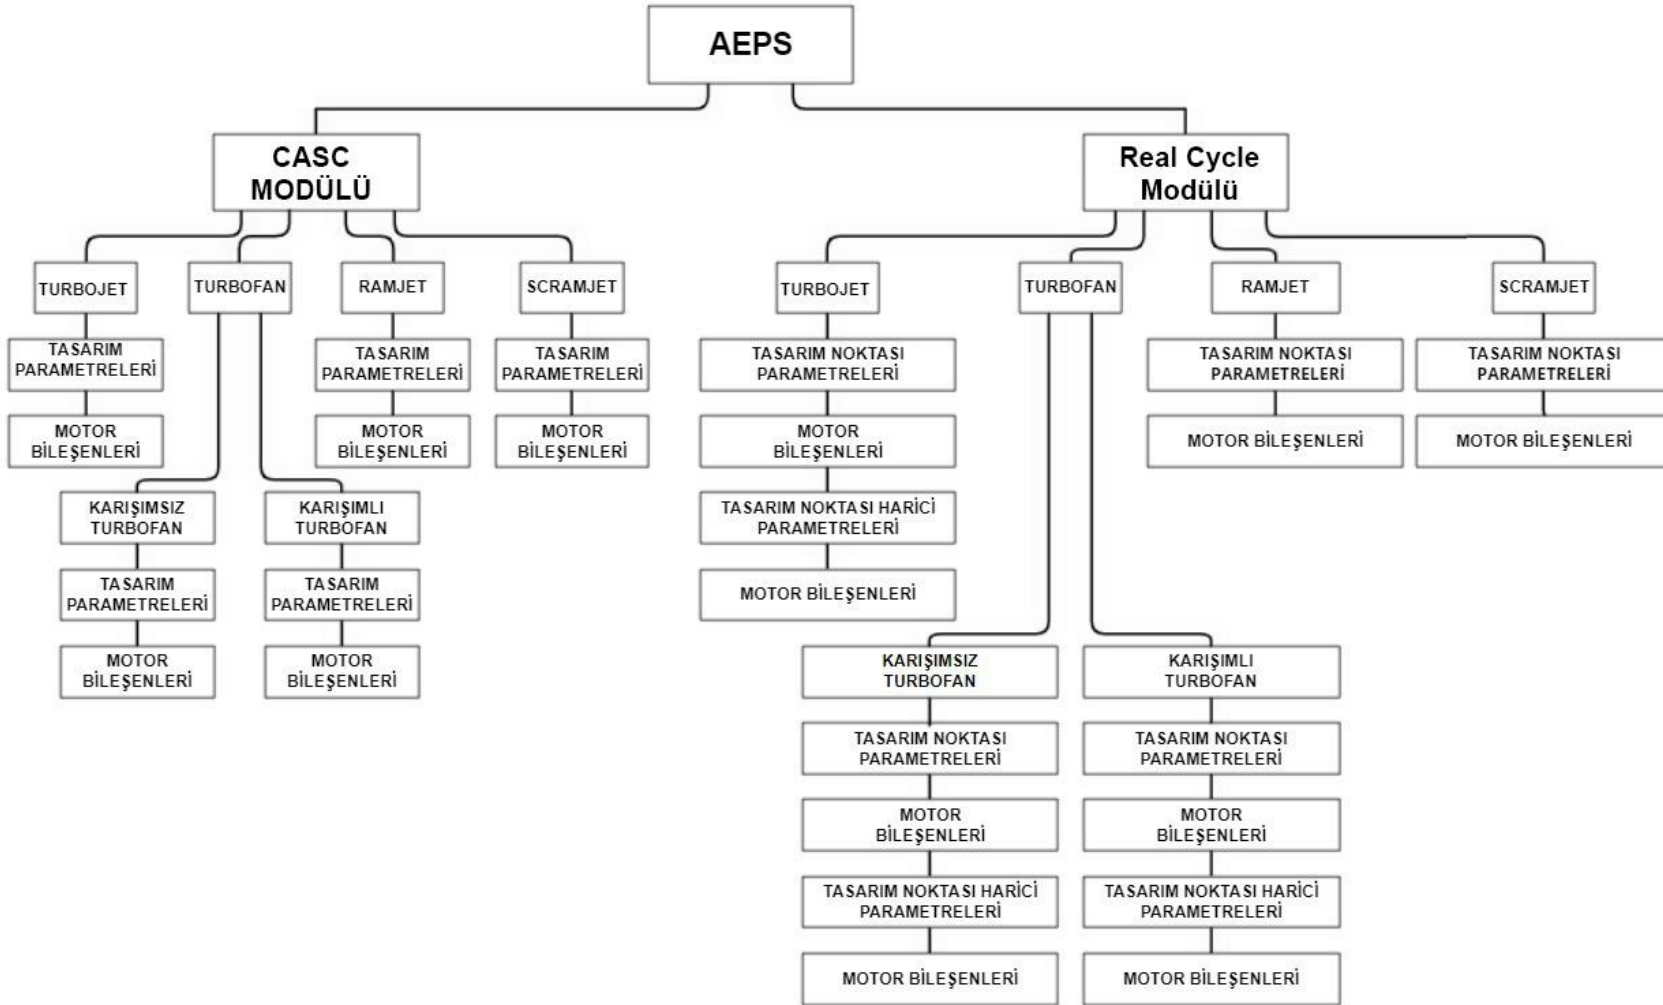 AEPS
CASC
MODÜLÜ
Real Cycle
Modülü
TURBOJET
TURBOFAN
RAMJET
SCRAMJET
TURBOJET
TURBOFAN
RAMJET
SCRAMJET
TASARIM
PARAMETRELERİ
TASARIM
PARAMETRELERİ
TASARIM
PARAMETRELERİ
TASARIM NOKTASI
PARAMETRELERİ
TASARIM NOKTASI
PARAMETRELERİ
TASARIM NOKTASI
PARAMETRELERİ
MOTOR
BİLEŞENLERİ
MOTOR
BİLEŞENLERİ
MOTOR
BİLEŞENLERİ
MOTOR
BİLEŞENLERİ
MOTOR BİLEŞENLERİ
MOTOR BİLEŞENLERİ
KARIŞIMSIZ
TURBOFAN
KARIŞIMLI
TURBOFAN
TASARIM NOKTASI HARİCİ
PARAMETRELERİ
TASARIM
PARAMETRELERİ
TASARIM
PARAMETRELERİ
MOTOR BİLEŞENLERİ
MOTOR
BİLEŞENLERİ
MOTOR
BİLEŞENLERİ
KARIŞIMSIZ
TURBOFAN
KARIŞIMLI
TURBOFAN
TASARIM NOKTASI
PARAMETRELERİ
TASARIM NOKTASI
PARAMETRELERİ
MOTOR
BİLEŞENLERİ
MOTOR
BİLEŞENLERİ
TASARIM NOKTASI HARİCİ
PARAMETRELERİ
TASARIM NOKTASI HARİCİ
PARAMETRELERİ
MOTOR BİLEŞENLERİ
MOTOR BİLEŞENLERİ